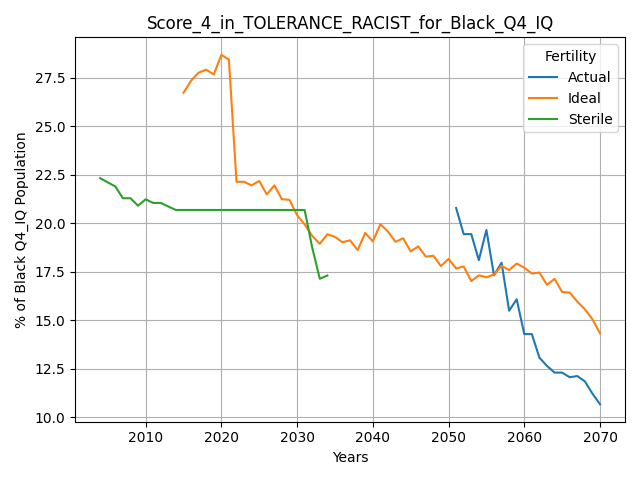 Score_4_in_TOLERANCE_RACIST_for_Black_Q4_IQ
% of Black Q4_IQ Population
27.5
25.0
22.5
20.0
17.5
15.0
12.5
10.0
Fertility
Actual
Ideal
Sterile
2010 2020 2030 2040 2050 2060 2070
Years